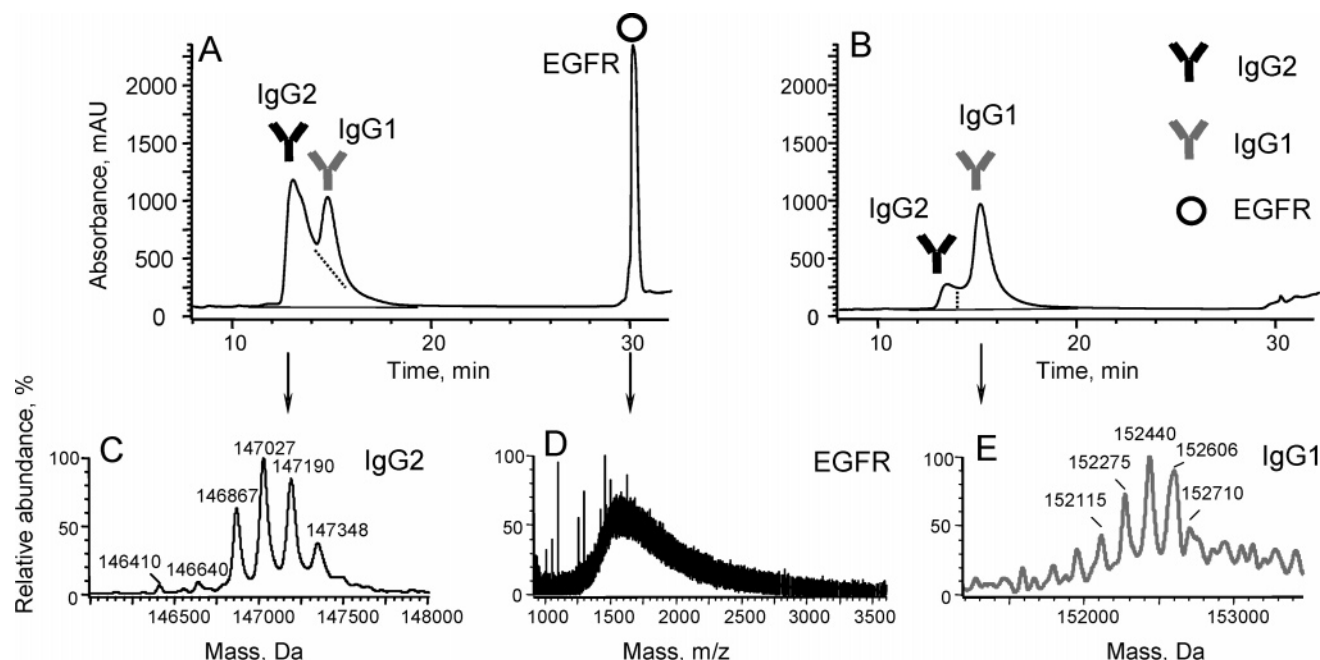 A
EGFR
IgG2
IgG1
Absorbance, mAU
2000
1500
1000
500
0
10
20
30
Time, min
B
IgG2
IgG1
EGFR
IgG1
IgG2
2000
1500
1000
500
0
10
20
30
Time, min
Relative abundance, %
C
IgG2
100
50
0
147027
147190
146867
147348
146410
146640
146500
147000
147500
148000
Mass, Da
D
EGFR
100
50
0
1000
1500
2000
2500
3000
3500
Mass, m/z
E
IgG1
100
50
0
152440
152275
152606
152115
152710
152000
153000
Mass, Da